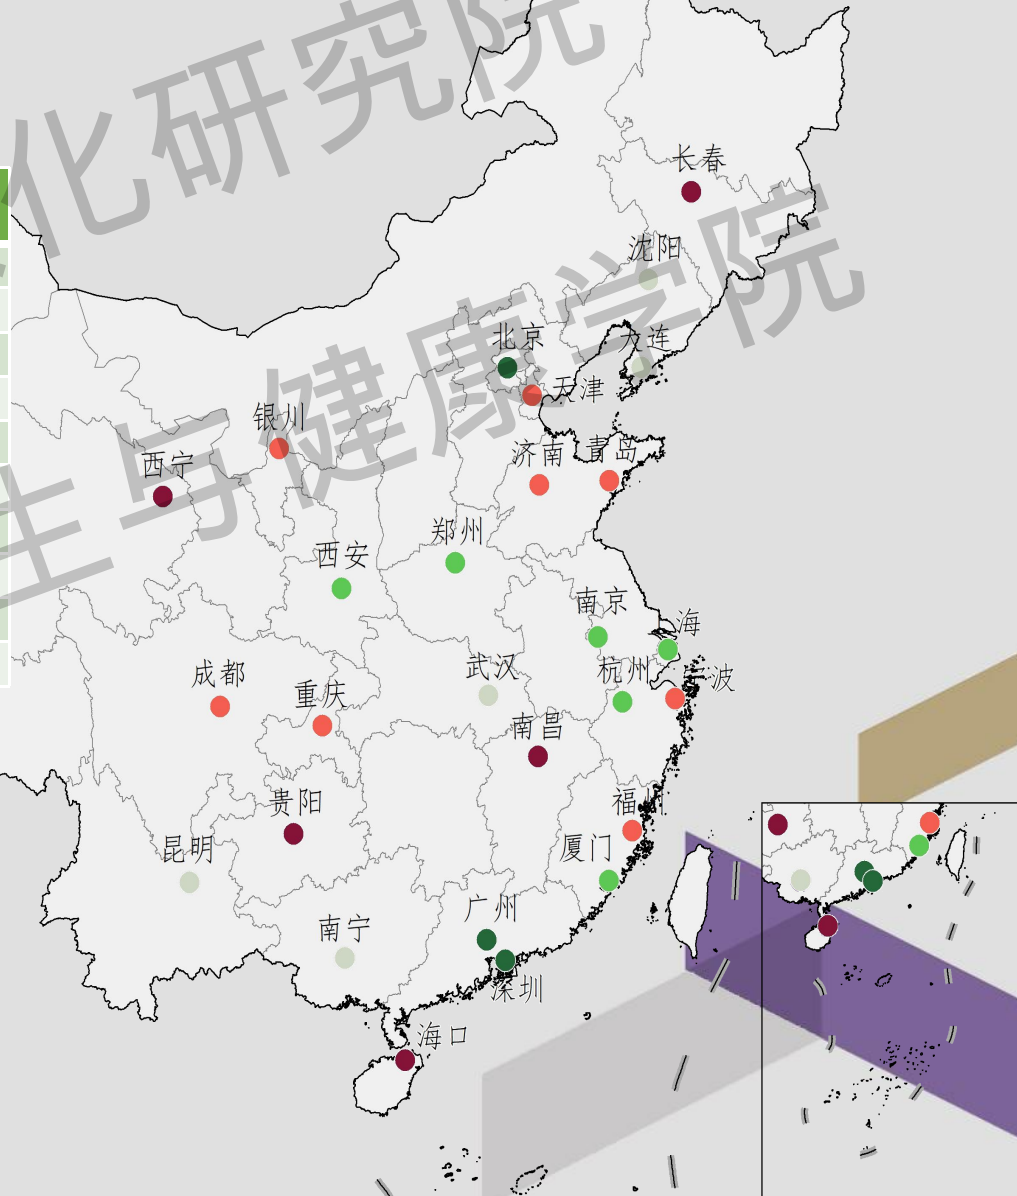 化研究院
生与健康学院
长春
沈阳
北京
大连
天津
银川
济南
青岛
西宁
郑州
西安
南京
海
武汉
杭州
波
成都
重庆
南昌
贵阳
福州
昆明
厦门
广州
南宁
深圳
海口